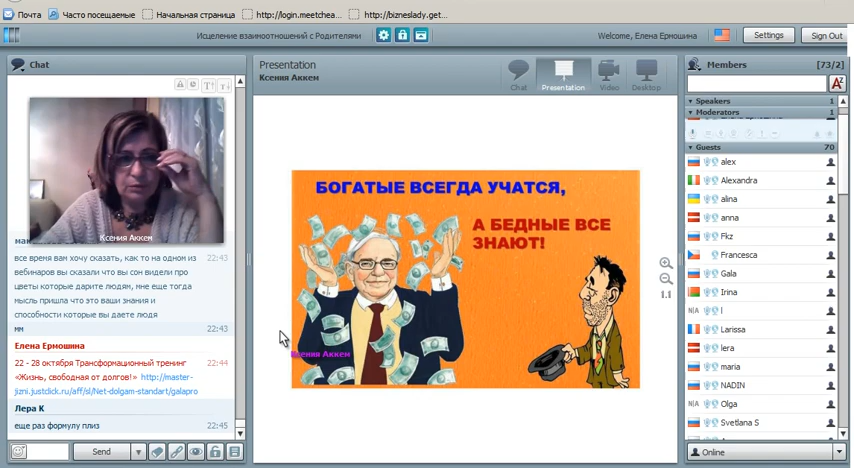 Почта
Часто посещаемые
Начальная страница
http://login.meetchea...
http://bizneslady.get...
Исцеление взаимоотношений с Родителями
Welcome, Елена Ермошина
Settings
Sign Out
Chat
T↑
T↓
Ксения Аккем
все время вам хочу сказать, как то на одном из
22:43
вебинаров вы сказали что вы сон видели про
цветы которые дарите людям, мне еще тогда
мысль пришла что это ваши знания и
способности которые вы даете людя
мм
22:43
Елена Ермошина
22 - 28 октября Трансформационный тренинг
22:44
«Жизнь, свободная от долгов!» http://master-
jizni.justclick.ru/aff/sl/Net-dolgam-standart/galapro
Лера К
еще раз формулу плиз
22:45
Send
Presentation
Ксения Аккем
Chat
Presentation
Video
Desktop
БОГАТЫЕ ВСЕГДА УЧАТСЯ,
А БЕДНЫЕ ВСЕ
ЗНАЮТ!
Ксения Аккем
1.1
Members
[73/2]
AZ
Speakers
1
Moderators
1
Guests
70
alex
Alexandra
alina
anna
Fkz
Francesca
Gala
Irina
N/A
l
Larissa
lera
maria
NADIN
N/A
Olga
Svetlana S
Online